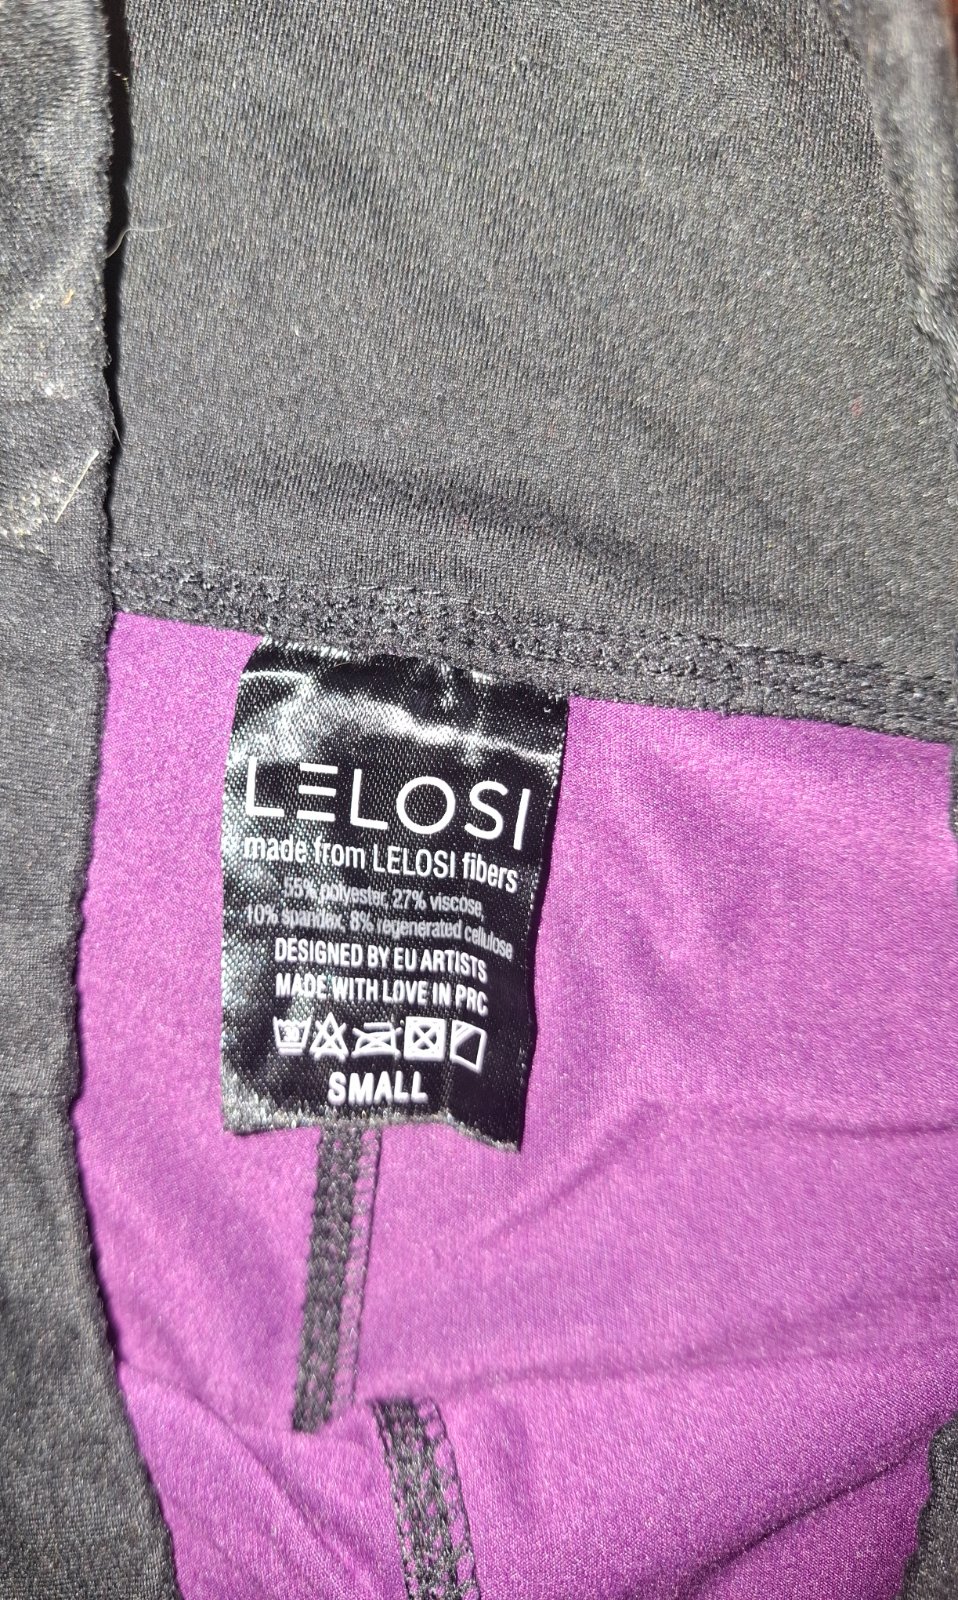 LELOSI
made from LELOSI fibers
55% polyester, 27% viscose,
10% spandex, 8% regenerated cellulose
DESIGNED BY EU ARTISTS
MADE WITH LOVE IN PRC
SMALL